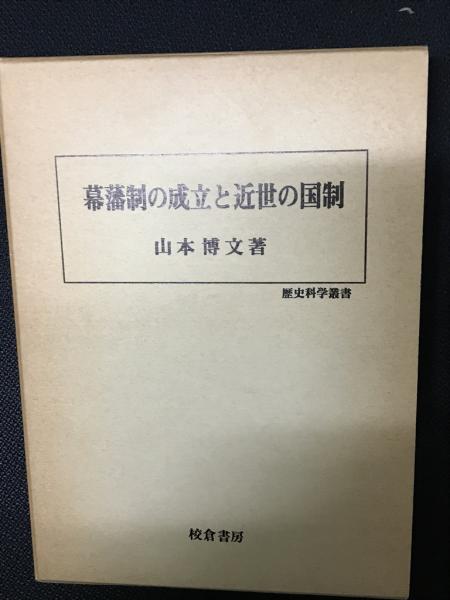 幕藩制の成立と近世の国制
山本博文著
歴史科学叢書
校倉書房